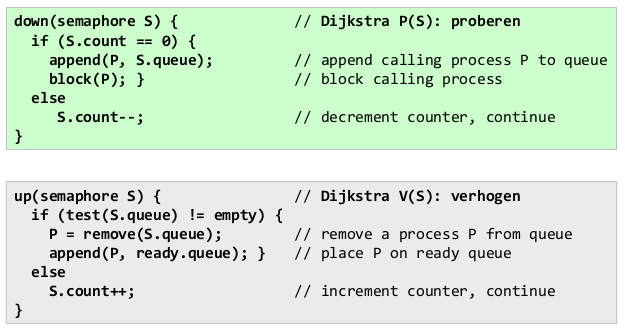 down(semaphore S) { // Dijkstra P(S): proberen
if (S.count == 0) {
append(P, S.queue); // append calling process P to queue
block(P); } // block calling process
else
S.count--; // decrement counter, continue
}
up(semaphore S) { // Dijkstra V(S): verhogen
if (test(S.queue) != empty) {
P = remove(S.queue); // remove a process P from queue
append(P, ready.queue); } // place P on ready queue
else
S.count++; // increment counter, continue
}